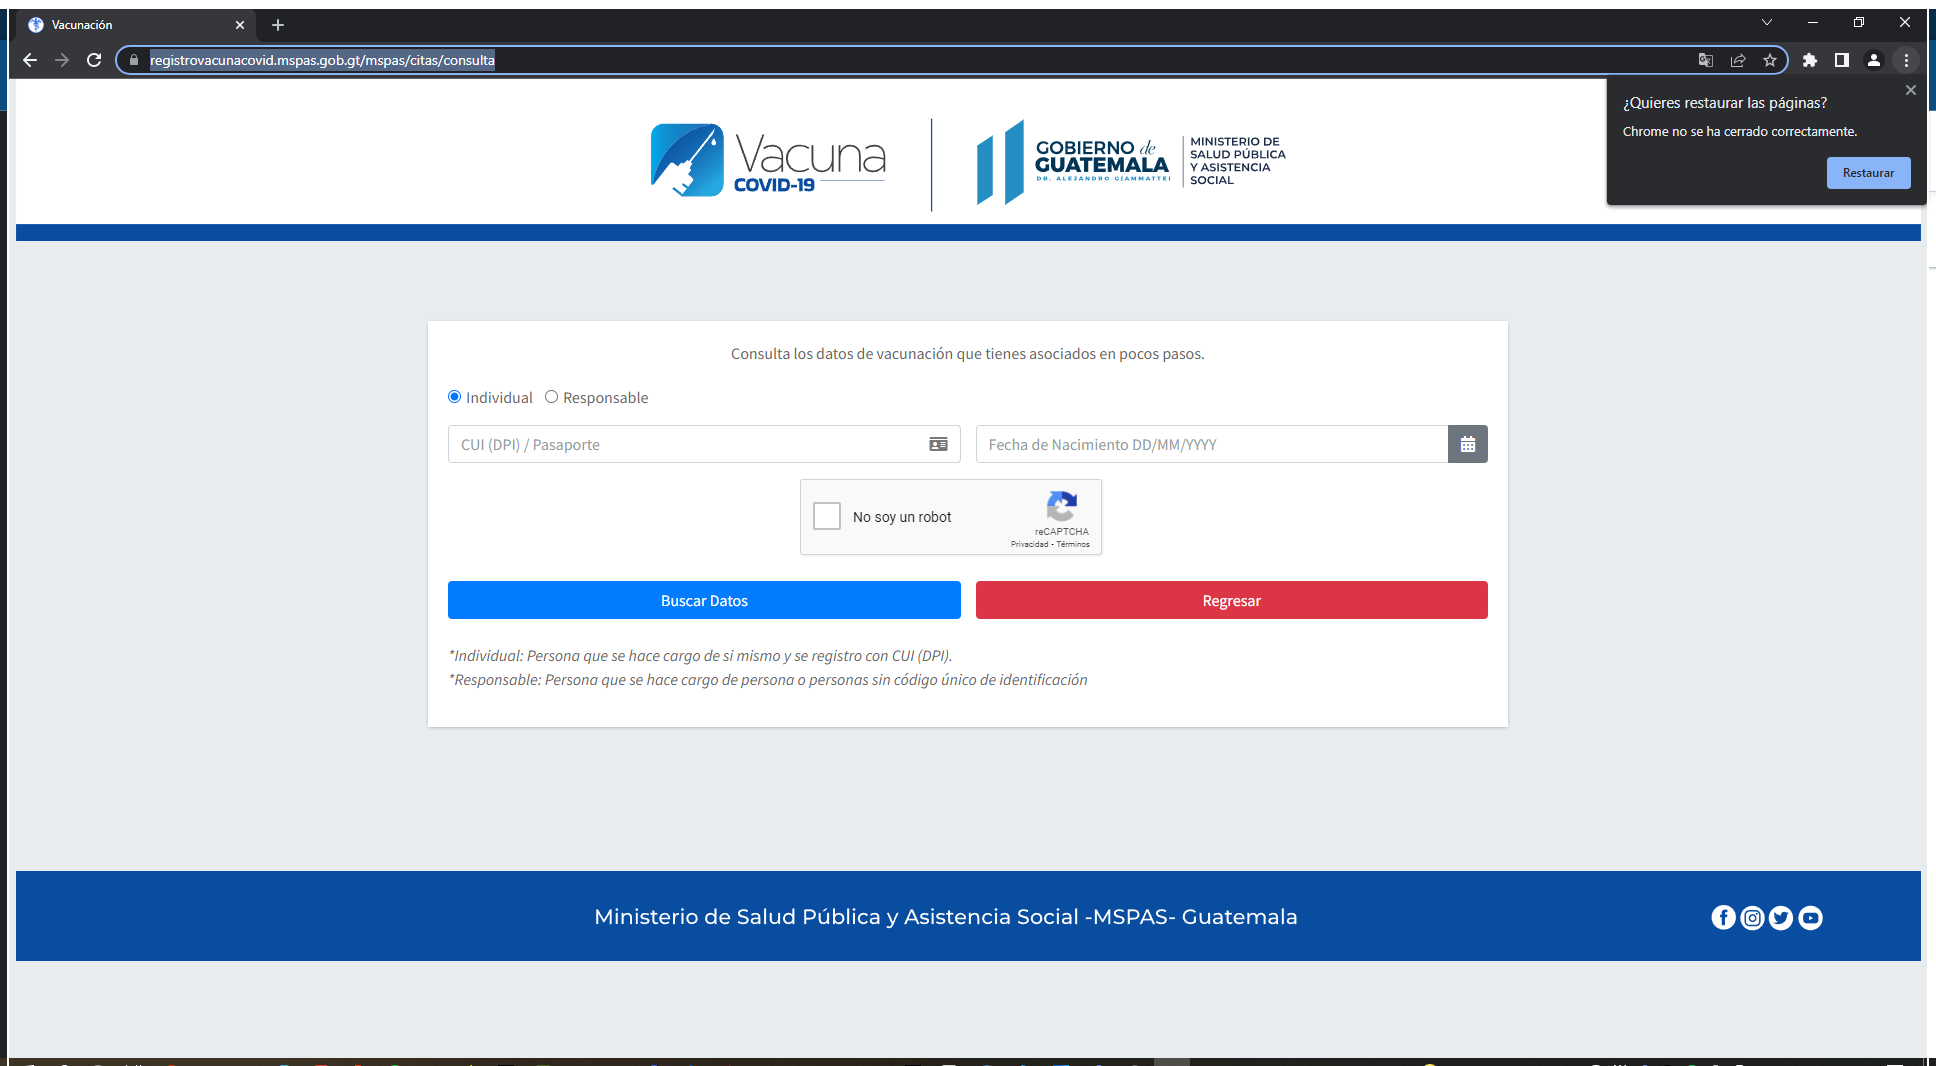 Vacunación
registrovacunacovid.mspas.gob.gt/mspas/citas/consulta
¿Quieres restaurar las páginas?
Chrome no se ha cerrado correctamente.
Restaurar
Vacuna
COVID-19
GOBIERNO de
GUATEMALA
DR. ALEJANDRO GIAMMATTEI
MINISTERIO DE
SALUD PÚBLICA
Y ASISTENCIA
SOCIAL
Consulta los datos de vacunación que tienes asociados en pocos pasos.
Individual Responsable
CUI (DPI) / Pasaporte Fecha de Nacimiento DD/MM/YYYY
No soy un robot
reCAPTCHA
Privacidad - Términos
Buscar Datos Regresar
*Individual: Persona que se hace cargo de si mismo y se registro con CUI (DPI).
*Responsable: Persona que se hace cargo de persona o personas sin código único de identificación
Ministerio de Salud Pública y Asistencia Social -MSPAS- Guatemala